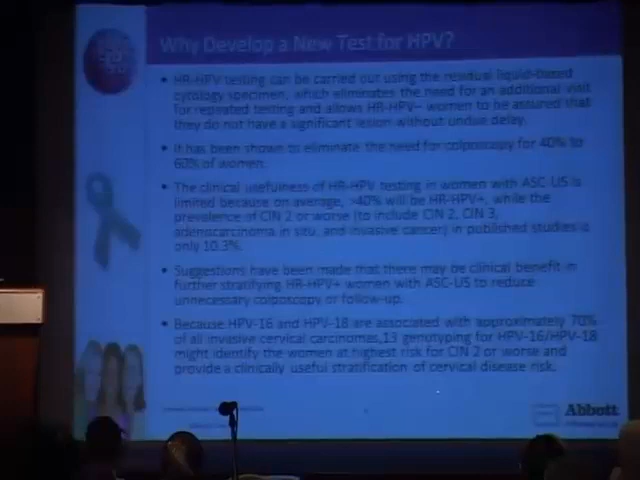 Why Develop a New Test for HPV?
• HR-HPV testing can be carried out using the residual liquid-based
cytology specimen, which eliminates the need for an additional visit
for repeated testing and allows HR-HPV− women to be assured that
they do not have a significant lesion without undue delay.
• It has been shown to eliminate the need for colposcopy for 40% to
60% of women.
• The clinical usefulness of HR-HPV testing in women with ASC-US is
limited because on average, >40% will be HR-HPV+, while the
prevalence of CIN 2 or worse (to include CIN 2, CIN 3,
adenocarcinoma in situ, and invasive cancer) in published studies is
only 10.3%.
• Suggestions have been made that there may be clinical benefit in
further stratifying HR-HPV+ women with ASC-US to reduce
unnecessary colposcopy or follow-up.
• Because HPV-16 and HPV-18 are associated with approximately 70%
of all invasive cervical carcinomas,13 genotyping for HPV-16/HPV-18
might identify the women at highest risk for CIN 2 or worse and
provide a clinically useful stratification of cervical disease risk.
Abbott